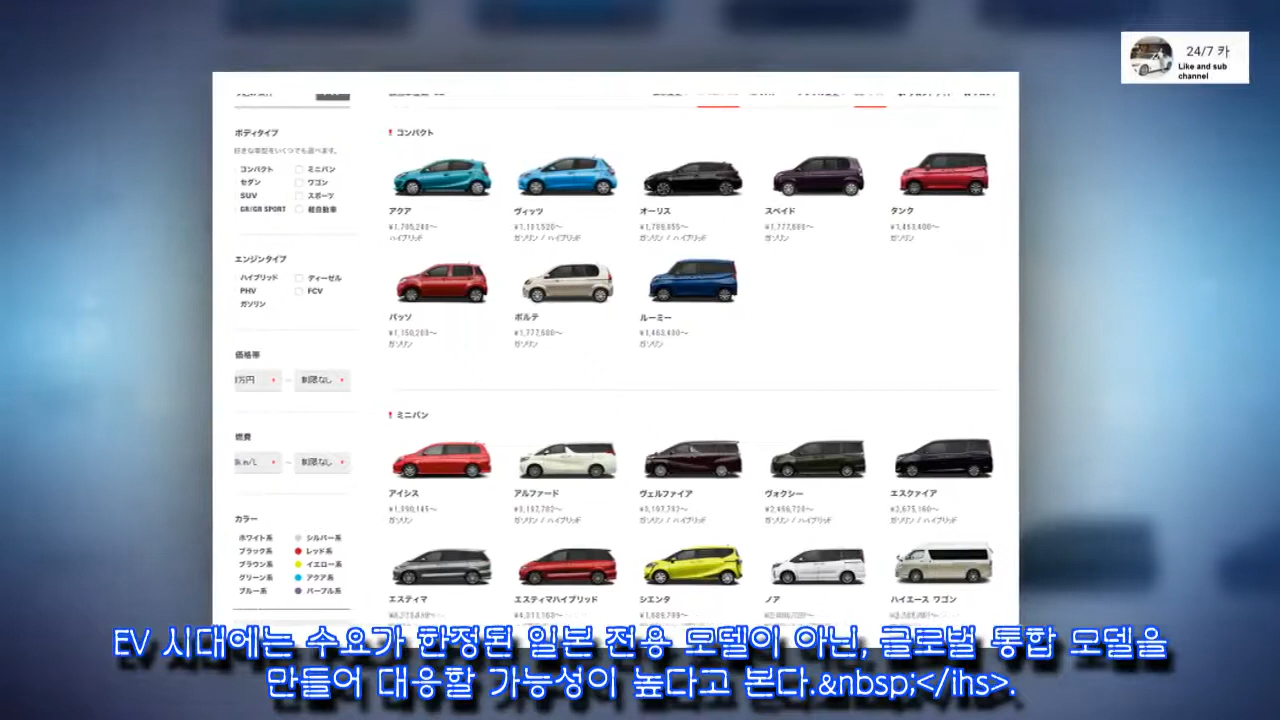 24/7 카
Like and sub
channel
ボディタイプ
好きな車型をいくつでも選べます。
コンパクト ミニバン
セダン ワゴン
SUV スポーツ
GR/GR SPORT 軽自動車
エンジンタイプ
ハイブリッド ディーゼル
PHV FCV
ガソリン
価格帯
万円 ~ 制限なし
燃費
km/L ~ 制限なし
カラー
ホワイト系 シルバー系
ブラック系 レッド系
ブラウン系 イエロー系
グリーン系 アクア系
ブルー系 パープル系
コンパクト
アクア ヴィッツ オーリス スペイド タンク
ハイブリッド ガソリン / ハイブリッド ガソリン / ハイブリッド ガソリン ガソリン
パッソ ポルテ ルーミー
ガソリン ガソリン ガソリン
ミニバン
アイシス アルファード ヴェルファイア ヴォクシー エスクァイア
ガソリン ガソリン / ハイブリッド ガソリン / ハイブリッド ガソリン / ハイブリッド ガソリン / ハイブリッド
エスティマ エスティマハイブリッド シエンタ ノア ハイエース ワゴン
EV 시대에는 수요가 한정된 일본 전용 모델이 아닌, 글로벌 통합 모델을
만들어 대응할 가능성이 높다고 본다.&nbsp;</ihs>.